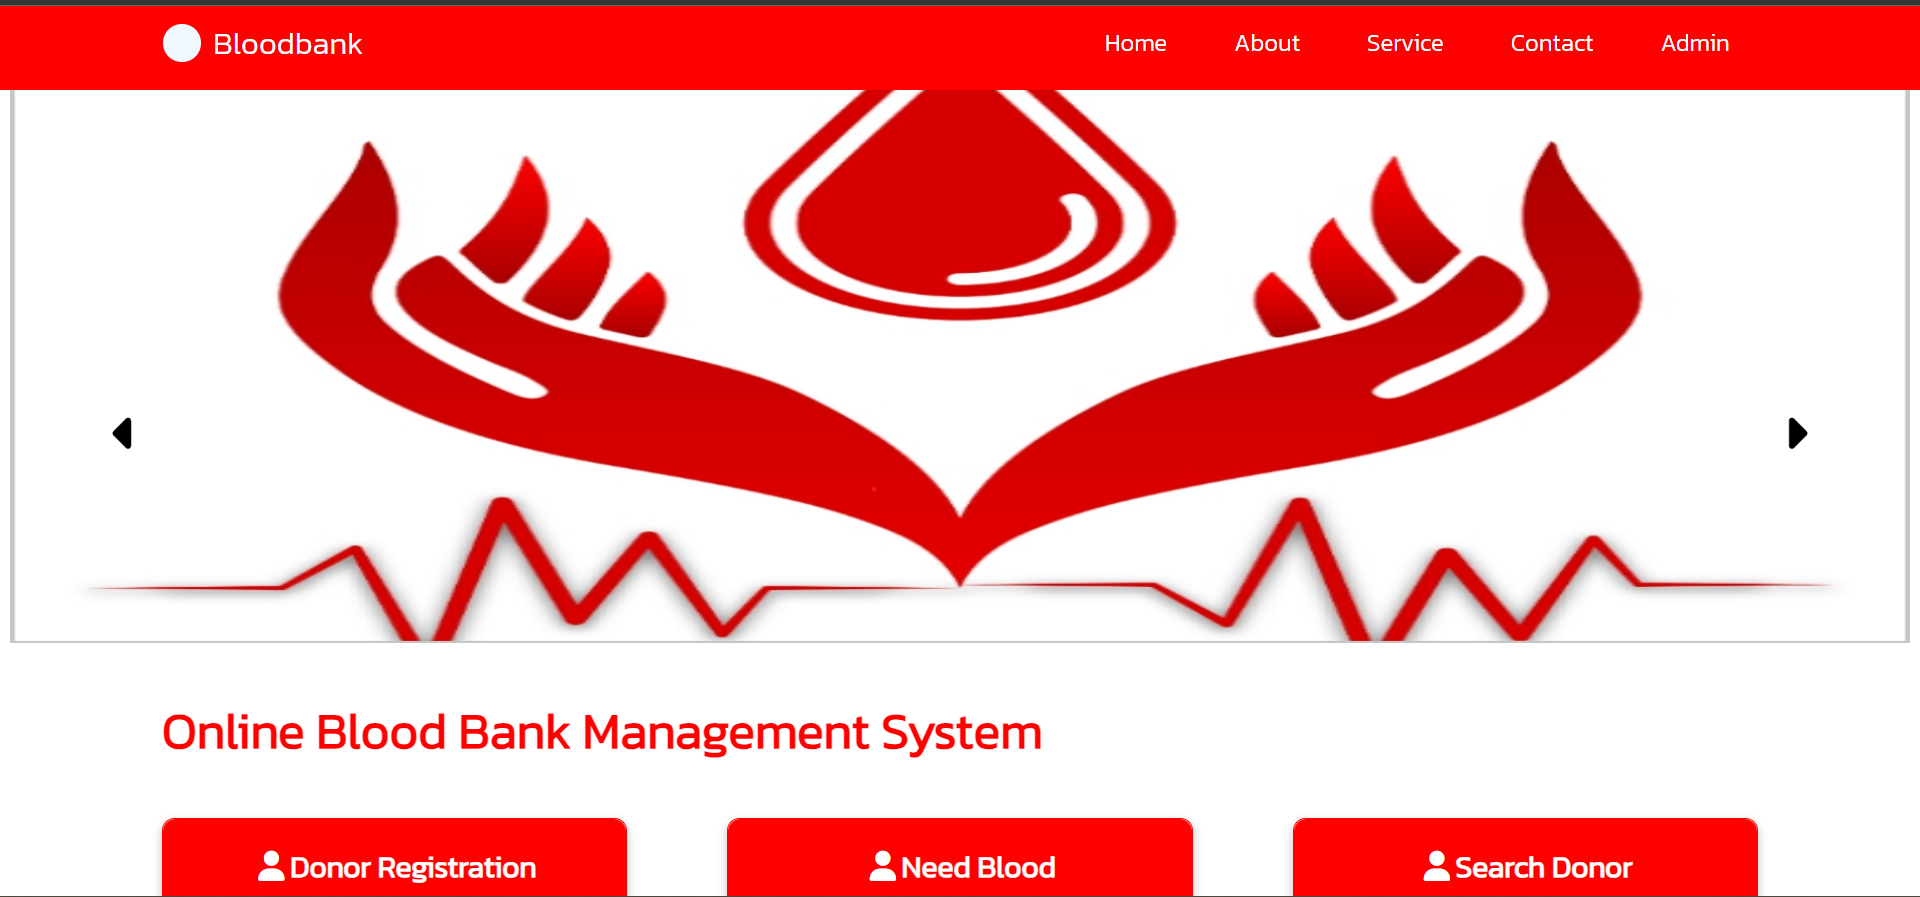 Bloodbank Home About Service Contact Admin
Online Blood Bank Management System
Donor Registration Need Blood Search Donor